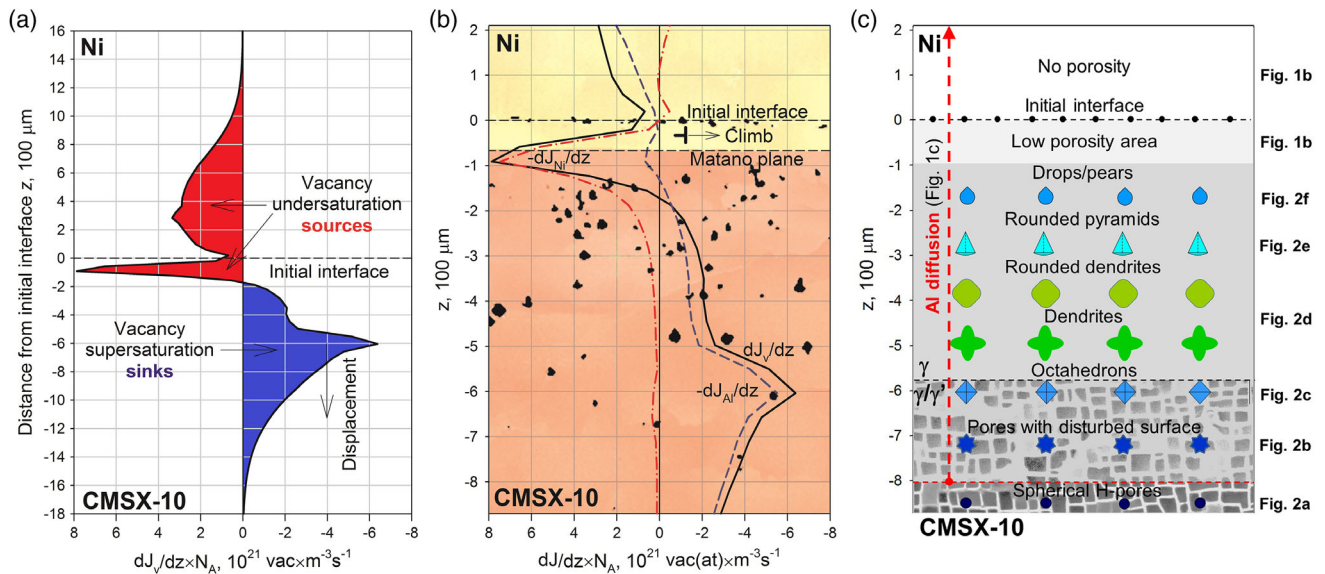 (a)
16
14
12
10
8
6
4
2
0
-2
-4
-6
-8
-10
-12
-14
-16
-18
Distance from initial interface z, 100 μm
Ni
Vacancy
undersaturation
sources
Initial interface
Vacancy
supersaturation
sinks
Displacement
CMSX-10
8 6 4 2 0 -2 -4 -6 -8
dJv/dz×NA, 10²¹ vac×m⁻³s⁻¹
(b)
2
1
0
-1
-2
-3
-4
-5
-6
-7
-8
z, 100 μm
Ni
Initial interface
Climb
-dJNi/dz
Matano plane
dJv/dz
-dJAl/dz
CMSX-10
8 6 4 2 0 -2 -4 -6 -8
dJ/dz×NA, 10²¹ vac(at)×m⁻³s⁻¹
(c)
2
1
0
-1
-2
-3
-4
-5
-6
-7
-8
z, 100 μm
Ni
No porosity
Fig. 1b
Initial interface
Low porosity area
Fig. 1b
Al diffusion (Fig. 1c)
Drops/pears
Fig. 2f
Rounded pyramids
Fig. 2e
Rounded dendrites
Dendrites
Fig. 2d
Octahedrons
γ
γ/γ'
Fig. 2c
Pores with disturbed surface
Fig. 2b
Spherical H-pores
Fig. 2a
CMSX-10